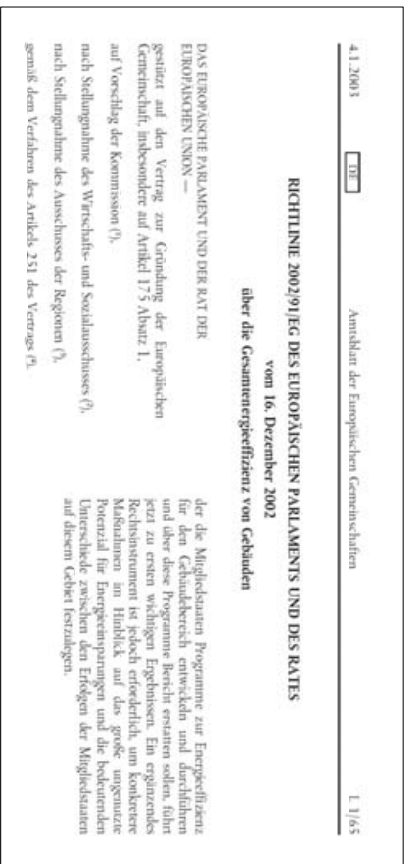 4.1.2003 DE Amtsblatt der Europäischen Gemeinschaften L 1/65
RICHTLINIE 2002/91/EG DES EUROPÄISCHEN PARLAMENTS UND DES RATES
vom 16. Dezember 2002
über die Gesamtenergieeffizienz von Gebäuden
DAS EUROPÄISCHE PARLAMENT UND DER RAT DER
EUROPÄISCHEN UNION —
gestützt auf den Vertrag zur Gründung der Europäischen
Gemeinschaft, insbesondere auf Artikel 175 Absatz 1,
auf Vorschlag der Kommission (¹),
nach Stellungnahme des Wirtschafts- und Sozialausschusses (²),
nach Stellungnahme des Ausschusses der Regionen (³),
gemäß dem Verfahren des Artikels 251 des Vertrags (⁴),
der die Mitgliedstaaten Programme zur Energieeffizienz
für den Gebäudebereich entwickeln und durchführen
und über diese Programme Bericht erstatten sollen, führt
jetzt zu ersten wichtigen Ergebnissen. Ein ergänzendes
Rechtsinstrument ist jedoch erforderlich, um konkretere
Maßnahmen im Hinblick auf das große ungenutzte
Potenzial für Energieeinsparungen und die bedeutenden
Unterschiede zwischen den Erfolgen der Mitgliedstaaten
auf diesem Gebiet festzulegen.